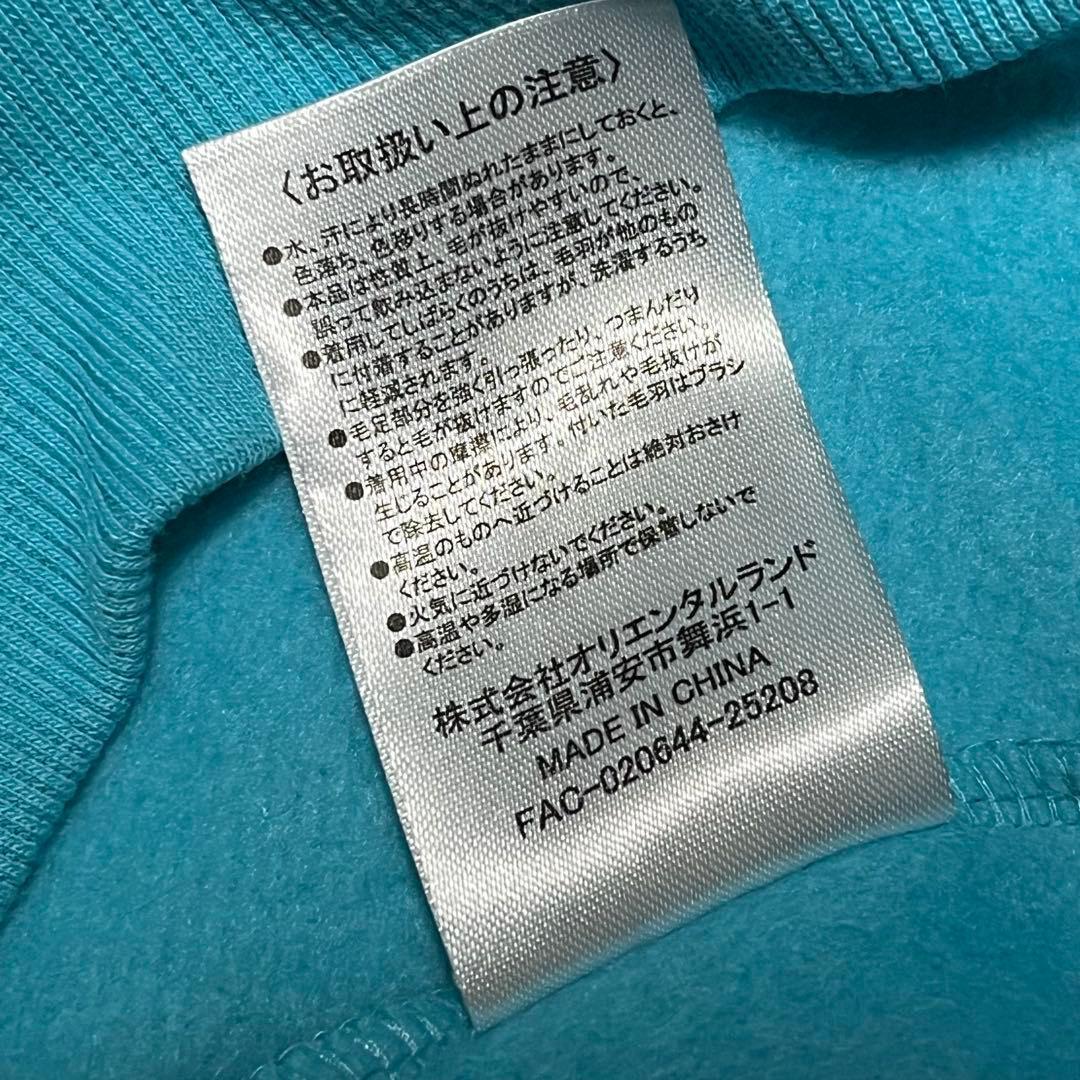 〈お取扱い上の注意〉
●水、汗により長時間ぬれたままにしておくと、
色落ち、色移りする場合があります。
●本品は性質上、毛が抜けやすいので、
誤って飲み込まないように注意してください。
●着用してしばらくのうちは、毛羽が他のもの
に付着することがありますが、洗濯するうち
に軽減されます。
●毛足部分を強く引っ張ったり、つまんだり
すると毛が抜けますのでご注意ください。
●着用中の摩擦により、毛乱れや毛抜けが
生じることがあります。付いた毛羽はブラシ
で除去してください。
●高温のものへ近づけることは絶対おさけ
ください。
●火気に近づけないでください。
●高温や多湿になる場所で保管しないで
ください。
株式会社オリエンタルランド
千葉県浦安市舞浜1-1
MADE IN CHINA
FAC-020644-25208